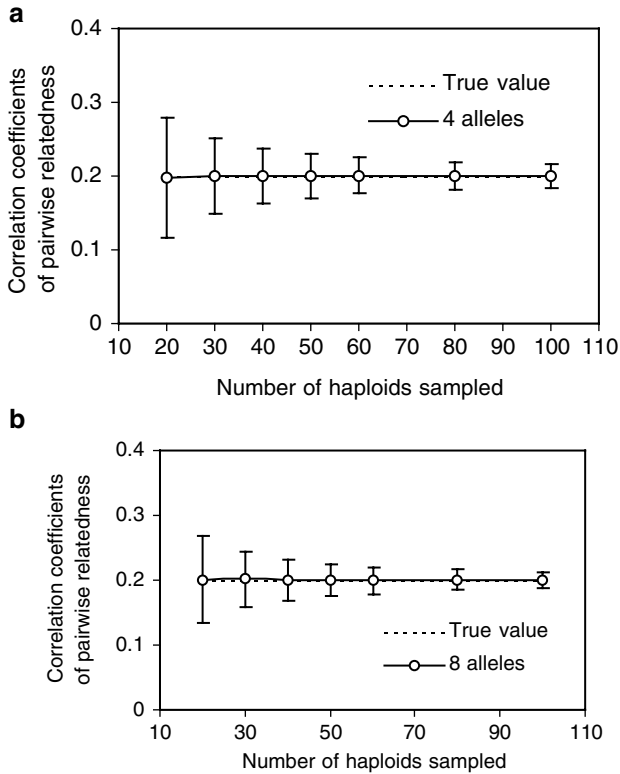 a
Correlation coefficients
of pairwise relatedness
0.4
0.3
0.2
0.1
0
True value
4 alleles
10 20 30 40 50 60 70 80 90 100 110
Number of haploids sampled
b
Correlation coefficients
of pairwise relatedness
0.4
0.3
0.2
0.1
0
True value
8 alleles
10 30 50 70 90 110
Number of haploids sampled